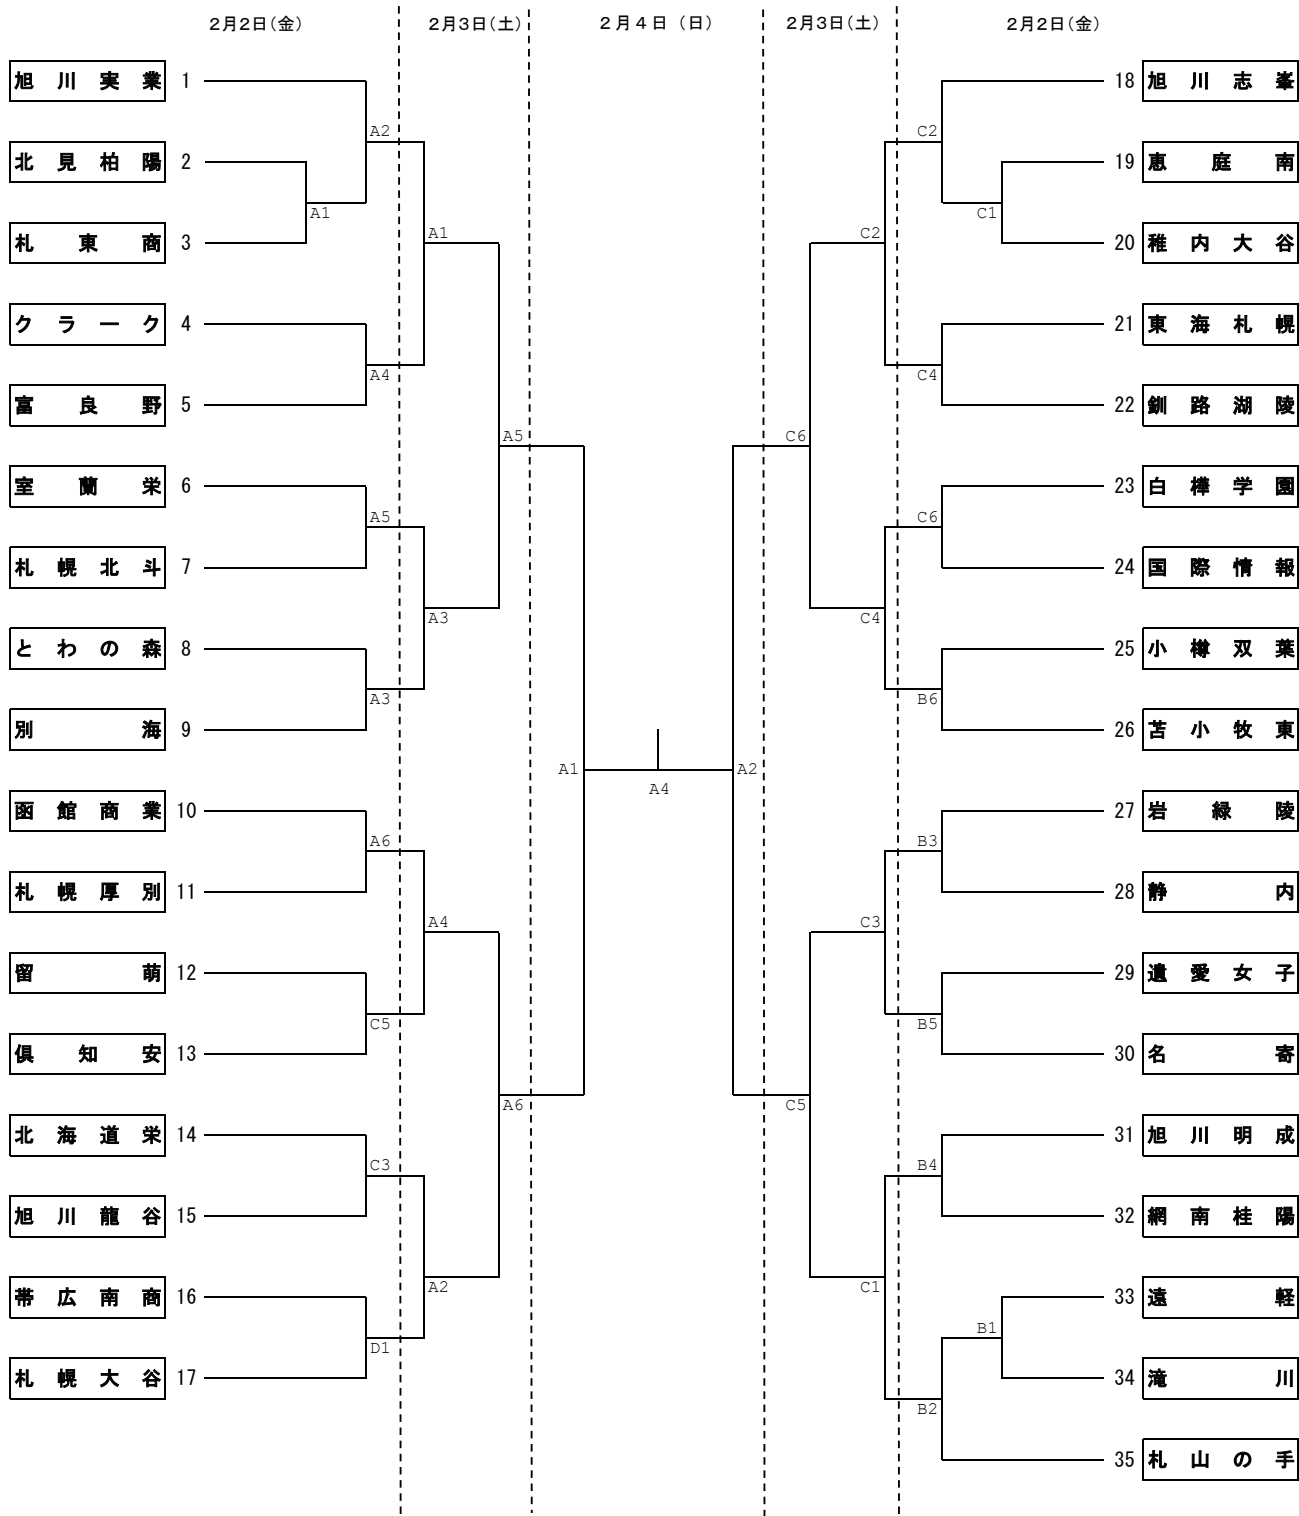 2月2日(金) 2月3日(土) 2月4日(日) 2月3日(土) 2月2日(金)
旭川実業 1
A2
北見柏陽 2
A1
札東商 3
A1
クラーク 4
A4
富良野 5
A5
室蘭栄 6
A5
札幌北斗 7
A3
とわの森 8
A3
別海 9
A1
函館商業 10
A6
札幌厚別 11
A4
留萌 12
C5
倶知安 13
A6
北海道栄 14
C3
旭川龍谷 15
A2
帯広南商 16
D1
札幌大谷 17
A4
18 旭川志峯
C2
19 恵庭南
C1
20 稚内大谷
C2
21 東海札幌
C4
22 釧路湖陵
C6
23 白樺学園
C6
24 国際情報
C4
25 小樽双葉
B6
26 苫小牧東
A2
27 岩緑陵
B3
28 静内
C3
29 遺愛女子
B5
30 名寄
C5
31 旭川明成
B4
32 網南桂陽
C1
33 遠軽
B1
34 滝川
B2
35 札山の手